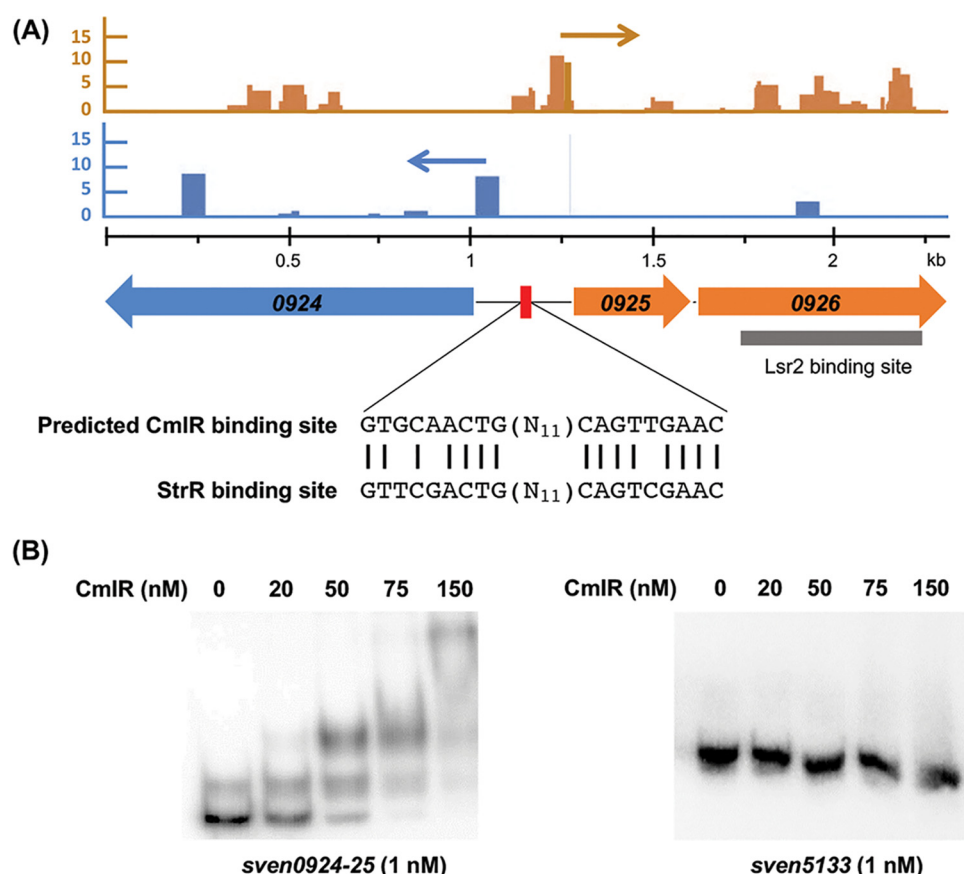 (A)
15
10
5
0
15
10
5
0
0.5 1 1.5 2 kb
0924 0925 0926
Lsr2 binding site
Predicted CmlR binding site GTGCAACTG(N11)CAGTTGAAC
StrR binding site GTTCGACTG(N11)CAGTCGAAC
(B)
CmlR (nM) 0 20 50 75 150 CmlR (nM) 0 20 50 75 150
sven0924-25 (1 nM) sven5133 (1 nM)